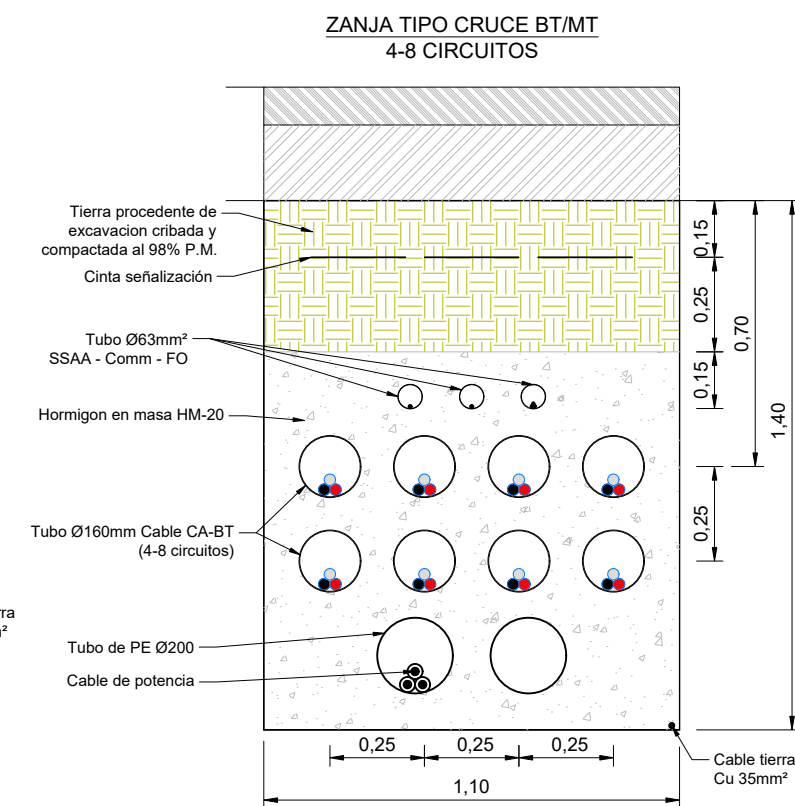 ZANJA TIPO CRUCE BT/MT
4-8 CIRCUITOS
Tierra procedente de
excavacion cribada y
compactada al 98% P.M.
Cinta señalización
Tubo Ø63mm²
SSAA - Comm - FO
Hormigon en masa HM-20
Tubo Ø160mm Cable CA-BT
(4-8 circuitos)
Tubo de PE Ø200
Cable de potencia
0,15
0,25
0,15
0,70
1,40
0,25
0,25
0,25
0,25
1,10
Cable tierra
Cu 35mm²